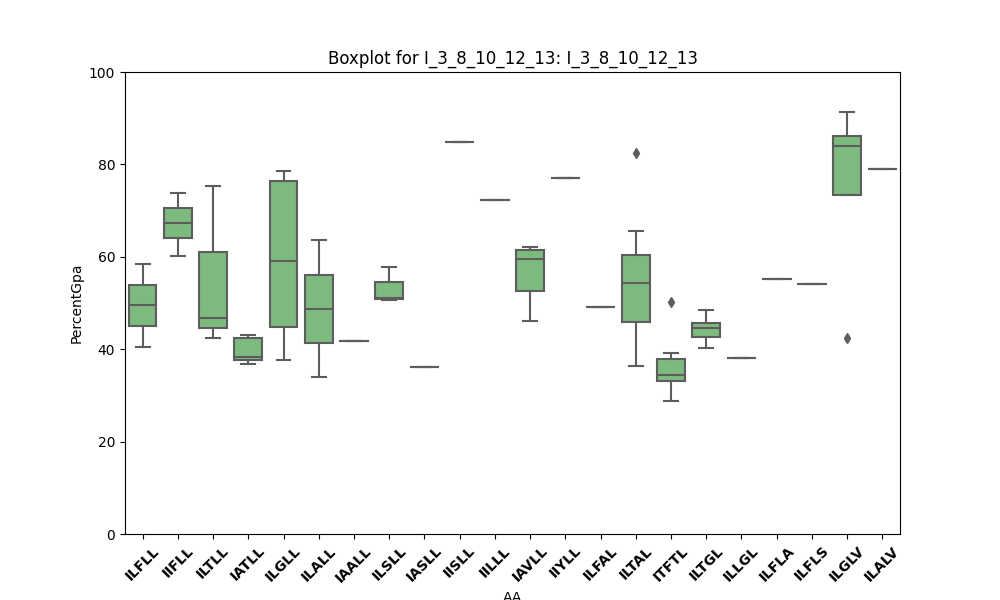 Boxplot for I_3_8_10_12_13: I_3_8_10_12_13
100
80
60
40
20
0
PercentGpa
ILFLL IIFLL ILTLL IATLL ILGLL ILALL IAALL ILSLL IASLL IISLL IILLL IAVLL IIYLL ILFAL ILTAL ITFTL ILTGL ILLGL ILFLA ILFLS ILGLV ILALV
AA